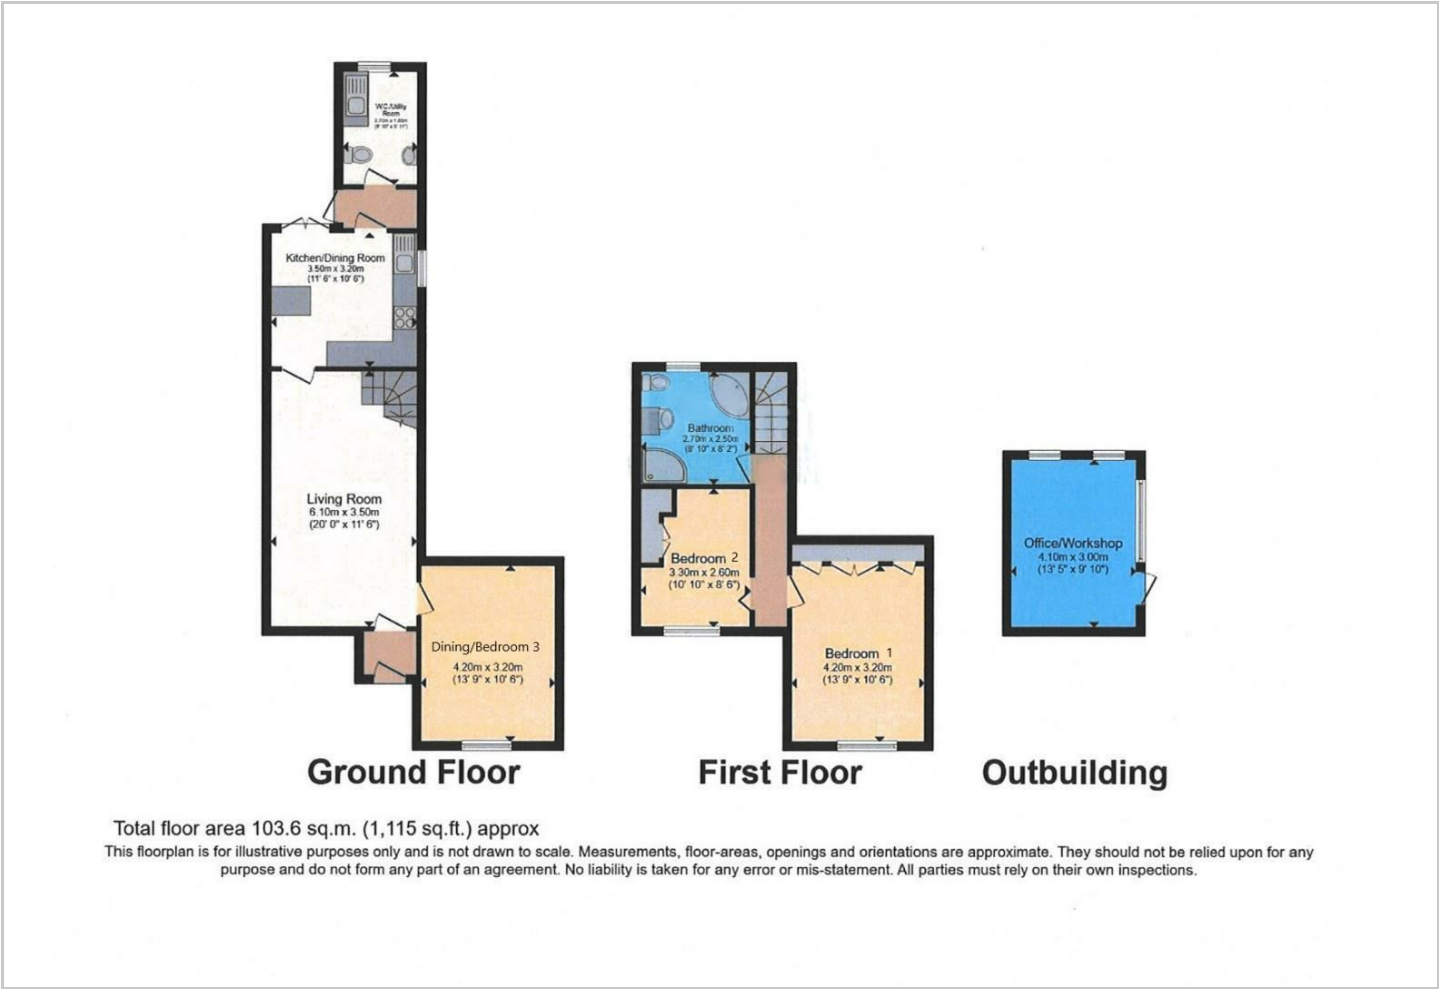 WC/Utility
Room
Kitchen/Dining Room
3.50m x 3.20m
(11' 6" x 10' 6")
Living Room
6.10m x 3.50m
(20' 0" x 11' 6")
Dining/Bedroom 3
4.20m x 3.20m
(13' 9" x 10' 6")
Ground Floor
Bathroom
2.70m x 2.50m
(8' 10" x 8' 2")
Bedroom 2
3.30m x 2.60m
(10' 10" x 8' 6")
Bedroom 1
4.20m x 3.20m
(13' 9" x 10' 6")
First Floor
Office/Workshop
4.10m x 3.00m
(13' 5" x 9' 10")
Outbuilding
Total floor area 103.6 sq.m. (1,115 sq.ft.) approx
This floorplan is for illustrative purposes only and is not drawn to scale. Measurements, floor-areas, openings and orientations are approximate. They should not be relied upon for any
purpose and do not form any part of an agreement. No liability is taken for any error or mis-statement. All parties must rely on their own inspections.